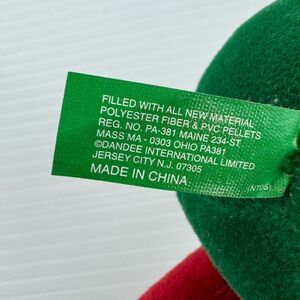 FILLED WITH ALL NEW MATERIAL
POLYESTER FIBER & PVC PELLETS
REG. NO. PA-381 MAINE 234-ST
MASS MA - 0303 OHIO PA381
©DANDEE INTERNATIONAL LIMITED
JERSEY CITY N.J. 07305
MADE IN CHINA